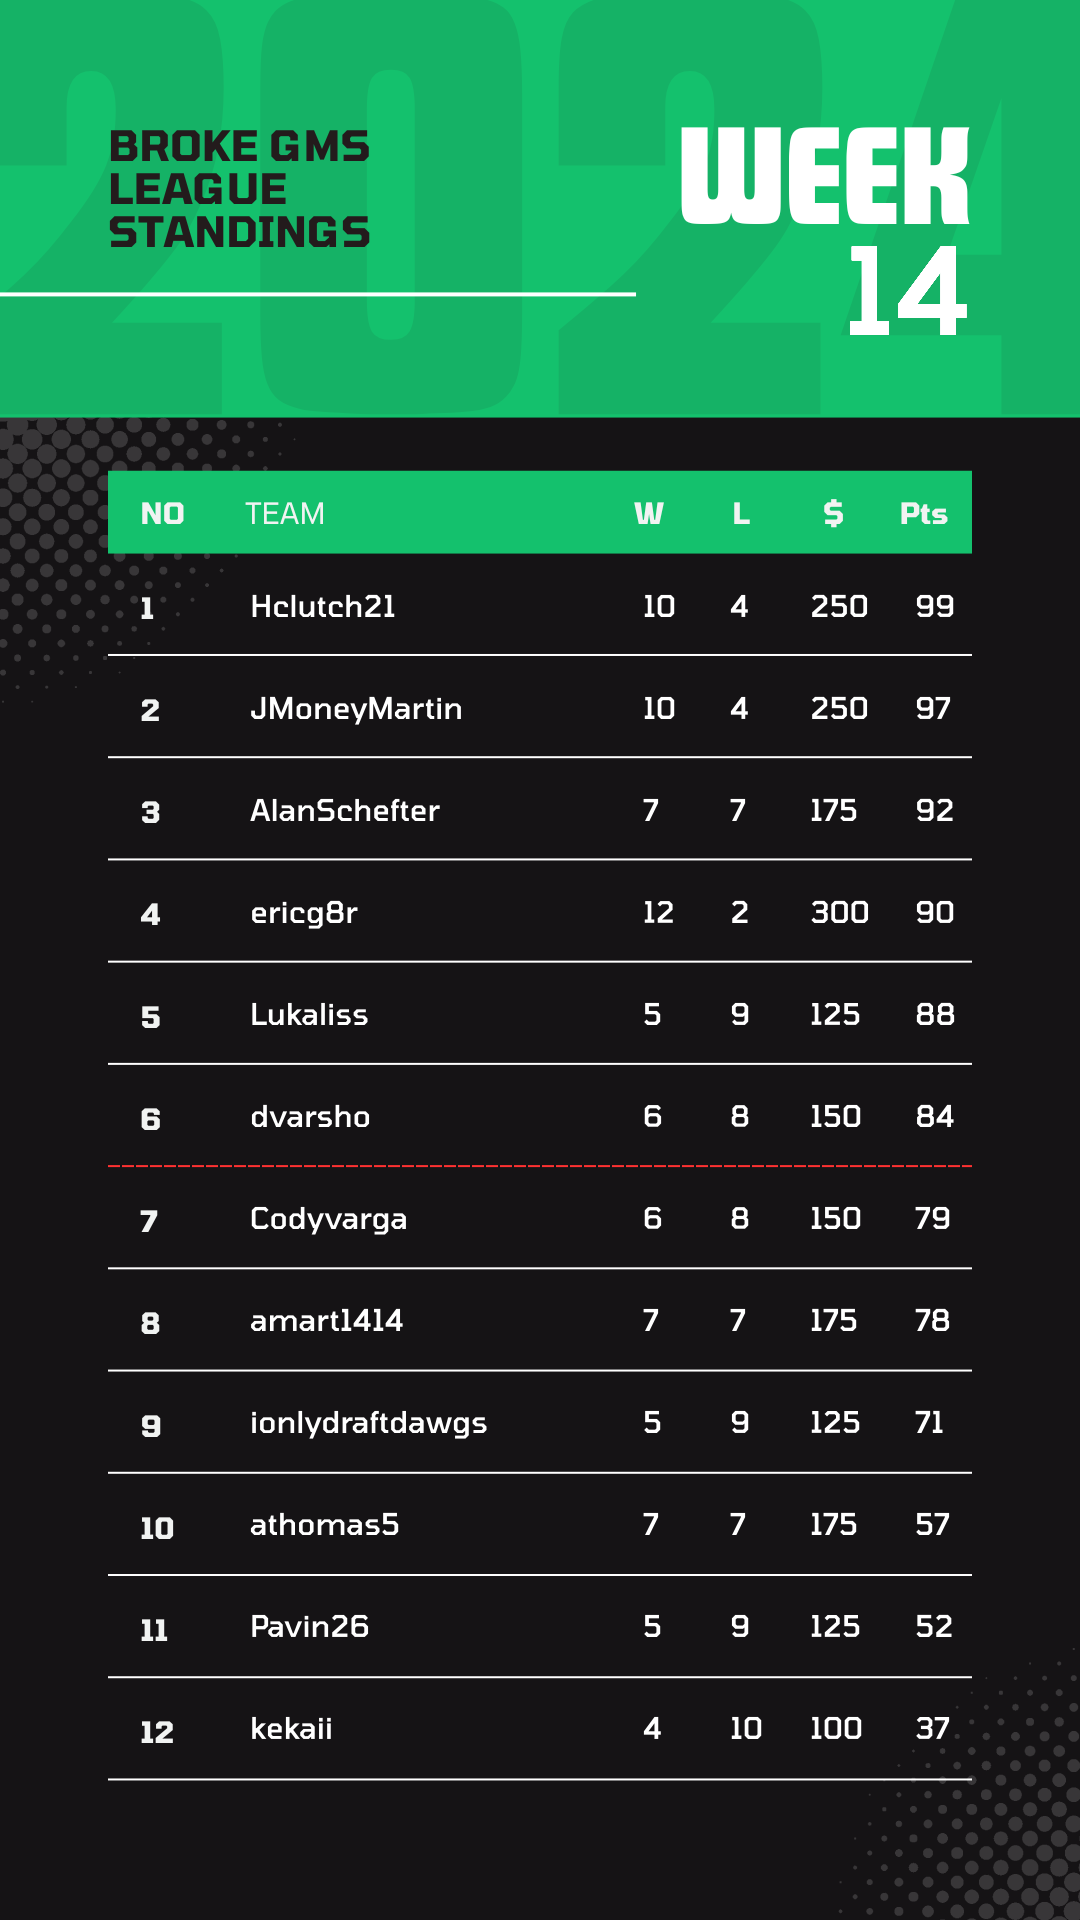 2024
BROKE GMS
LEAGUE
STANDINGS
WEEK
14
NO TEAM W L $ Pts
1 Hclutch21 10 4 250 99
2 JMoneyMartin 10 4 250 97
3 AlanSchefter 7 7 175 92
4 ericg8r 12 2 300 90
5 Lukaliss 5 9 125 88
6 dvarsho 6 8 150 84
7 Codyvarga 6 8 150 79
8 amart1414 7 7 175 78
9 ionlydraftdawgs 5 9 125 71
10 athomas5 7 7 175 57
11 Pavin26 5 9 125 52
12 kekaii 4 10 100 37